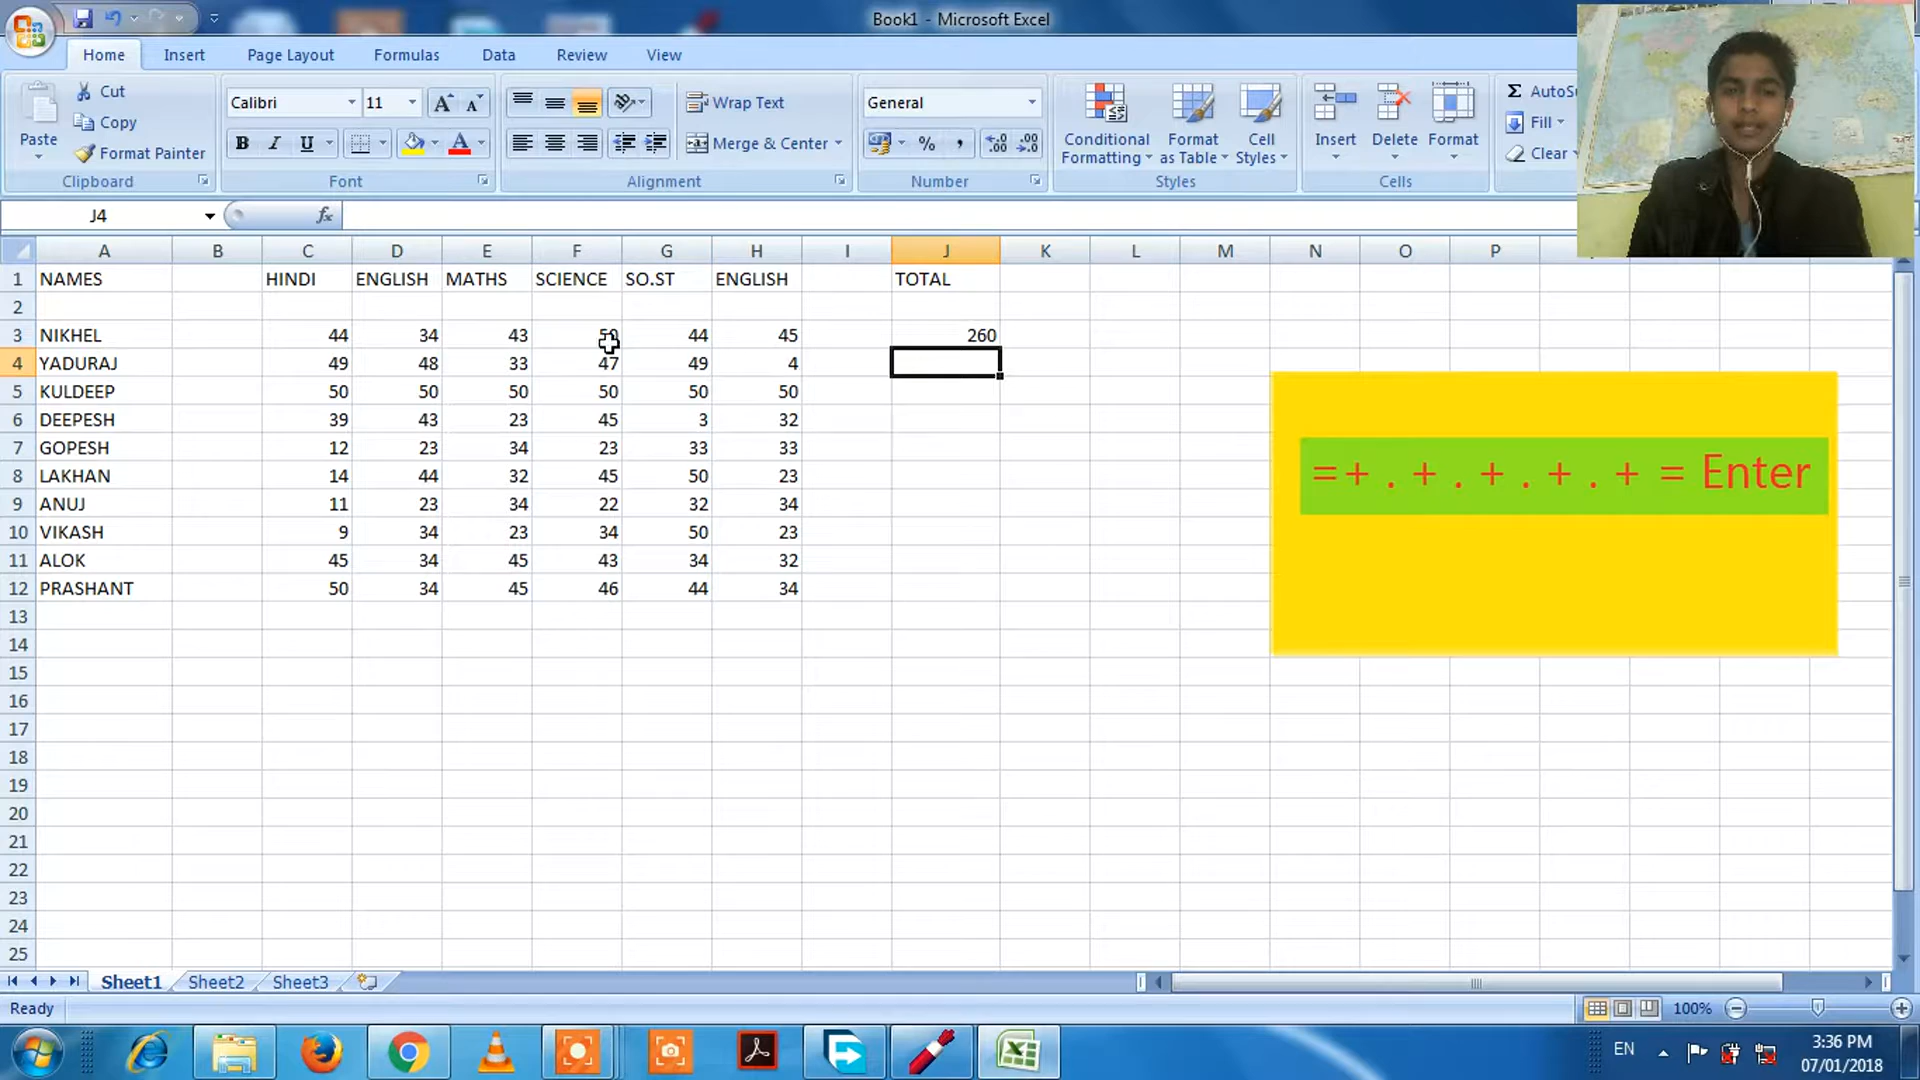 Book1 - Microsoft Excel
Home Insert Page Layout Formulas Data Review View
Paste
Cut
Copy
Format Painter
Clipboard
Calibri 11
B I U
Font
Wrap Text
Merge & Center
Alignment
General
%
Number
Conditional Formatting
Format as Table
Cell Styles
Styles
Insert
Delete
Format
Cells
Σ AutoSu
Fill
Clear
J4 fx
A B C D E F G H I J K L M N O P
1 NAMES HINDI ENGLISH MATHS SCIENCE SO.ST ENGLISH TOTAL
2
3 NIKHEL 44 34 43 50 44 45 260
4 YADURAJ 49 48 33 47 49 4
5 KULDEEP 50 50 50 50 50 50
6 DEEPESH 39 43 23 45 3 32
7 GOPESH 12 23 34 23 33 33
8 LAKHAN 14 44 32 45 50 23
9 ANUJ 11 23 34 22 32 34
10 VIKASH 9 34 23 34 50 23
11 ALOK 45 34 45 43 34 32
12 PRASHANT 50 34 45 46 44 34
13
14
15
16
17
18
19
20
21
22
23
24
25
=+ . + . + . + . + = Enter
Sheet1 Sheet2 Sheet3
Ready
100%
EN
3:36 PM
07/01/2018